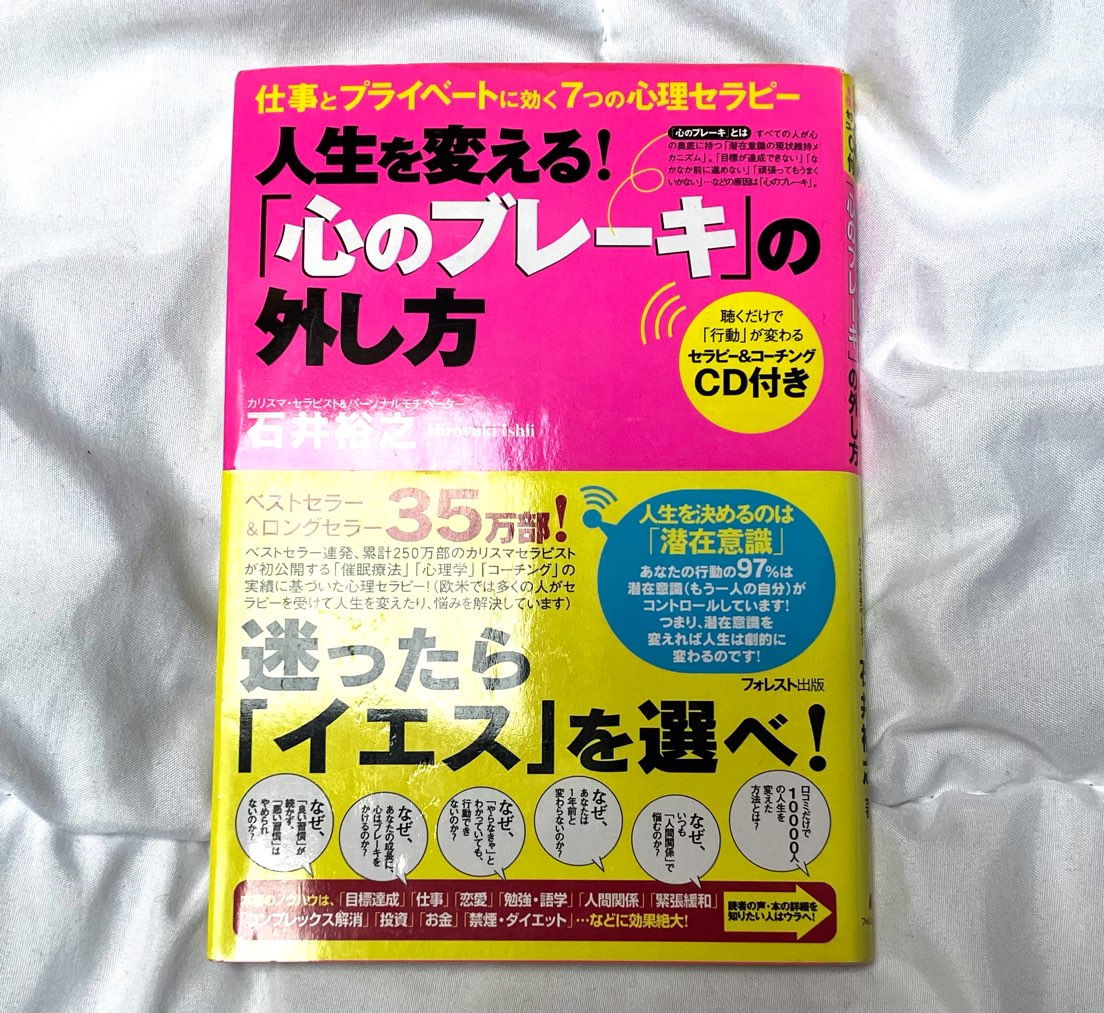 仕事とプライベートに効く7つの心理セラピー
人生を変える!
「心のブレーキ」の
外し方
「心のブレーキ」とは すべての人が心
の奥底に持つ「潜在意識の現状維持メ
カニズム」。「目標が達成できない」「な
かなか前に進めない」「頑張ってもうまく
いかない」…などの原因は「心のブレーキ」。
聴くだけで
「行動」が変わる
セラピー&コーチング
CD付き
カリスマ・セラピスト&パーソナルモチベーター
石井裕之 Hiroyuki Ishii
ベストセラー
&ロングセラー35万部!
ベストセラー連発、累計250万部のカリスマセラピスト
が初公開する「催眠療法」「心理学」「コーチング」の
実績に基づいた心理セラピー!(欧米では多くの人がセ
ラピーを受けて人生を変えたり、悩みを解決しています)
人生を決めるのは
「潜在意識」
あなたの行動の97%は
潜在意識(もう一人の自分)が
コントロールしています!
つまり、潜在意識を
変えれば人生は劇的に
変わるのです!
フォレスト出版
迷ったら
「イエス」を選べ!
口コミだけで
10000人
の人生を
変えた
方法とは?
なぜ、
いつも
「人間関係」で
悩むのか?
なぜ、
あなたは
1年前と
変わらないのか?
なぜ、
「やらなきゃ」と
わかっていても、
行動でき
ないのか?
なぜ、
あなたの成長に、
心はブレーキを
かけるのか?
なぜ、
「良い習慣」が
続かず、
「悪い習慣」は
やめられ
ないのか?
ノウハウは、「目標達成」「仕事」「恋愛」「勉強・語学」「人間関係」「緊張緩和」
「コンプレックス解消」「投資」「お金」「禁煙・ダイエット」…などに効果絶大!
読者の声・本の詳細を
知りたい人はウラへ!
「心のブレーキ」の外し方